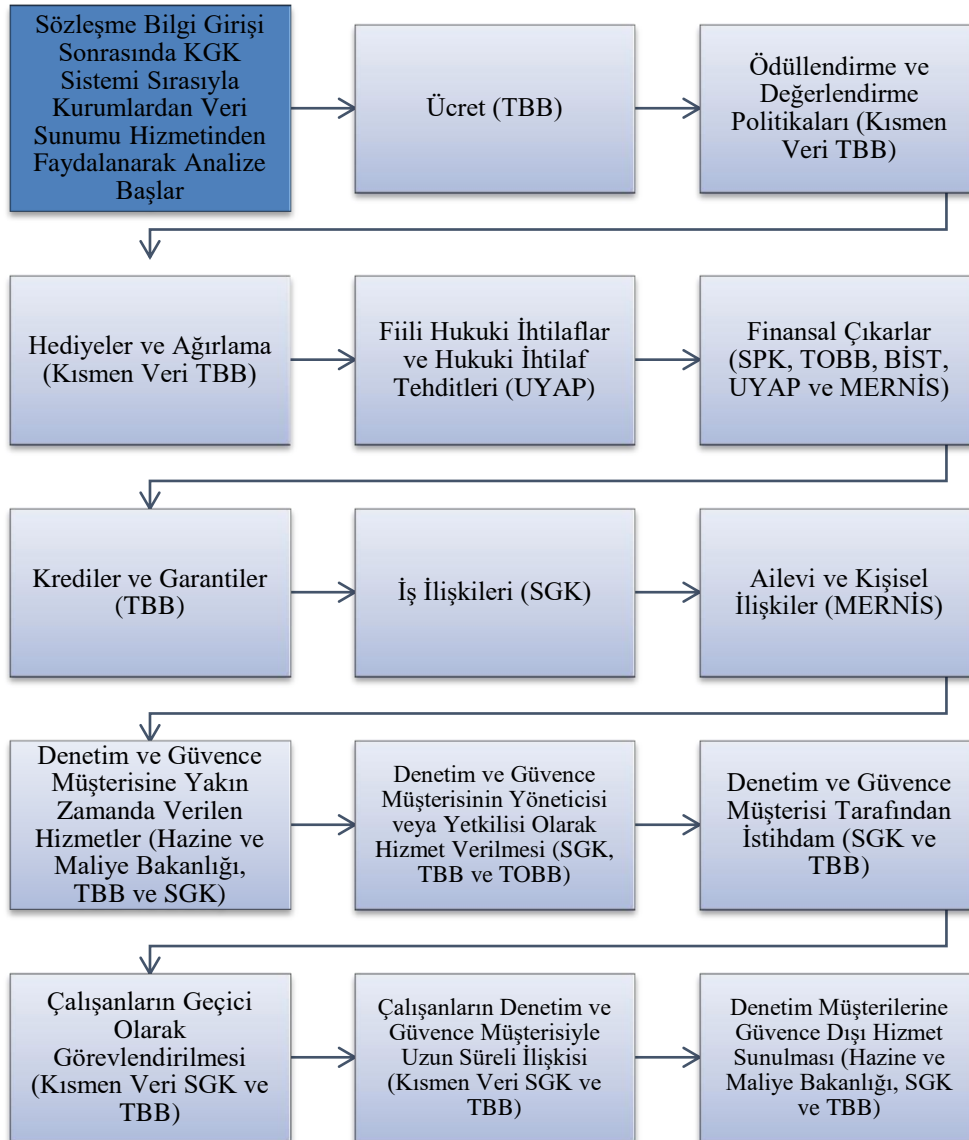 Sözleşme Bilgi Girişi
Sonrasında KGK
Sistemi Sırasıyla
Kurumlardan Veri
Sunumu Hizmetinden
Faydalanarak Analize
Başlar
Ücret (TBB)
Ödüllendirme ve
Değerlendirme
Politikaları (Kısmen
Veri TBB)
Hediyeler ve Ağırlama
(Kısmen Veri TBB)
Fiili Hukuki İhtilaflar
ve Hukuki İhtilaf
Tehditleri (UYAP)
Finansal Çıkarlar
(SPK, TOBB, BİST,
UYAP ve MERNİS)
Krediler ve Garantiler
(TBB)
İş İlişkileri (SGK)
Ailevi ve Kişisel
İlişkiler (MERNİS)
Denetim ve Güvence
Müşterisine Yakın
Zamanda Verilen
Hizmetler (Hazine ve
Maliye Bakanlığı,
TBB ve SGK)
Denetim ve Güvence
Müşterisinin Yöneticisi
veya Yetkilisi Olarak
Hizmet Verilmesi (SGK,
TBB ve TOBB)
Denetim ve Güvence
Müşterisi Tarafından
İstihdam (SGK ve
TBB)
Çalışanların Geçici
Olarak
Görevlendirilmesi
(Kısmen Veri SGK ve
TBB)
Çalışanların Denetim ve
Güvence Müşterisiyle
Uzun Süreli İlişkisi
(Kısmen Veri SGK ve
TBB)
Denetim Müşterilerine
Güvence Dışı Hizmet
Sunulması (Hazine ve
Maliye Bakanlığı, SGK
ve TBB)